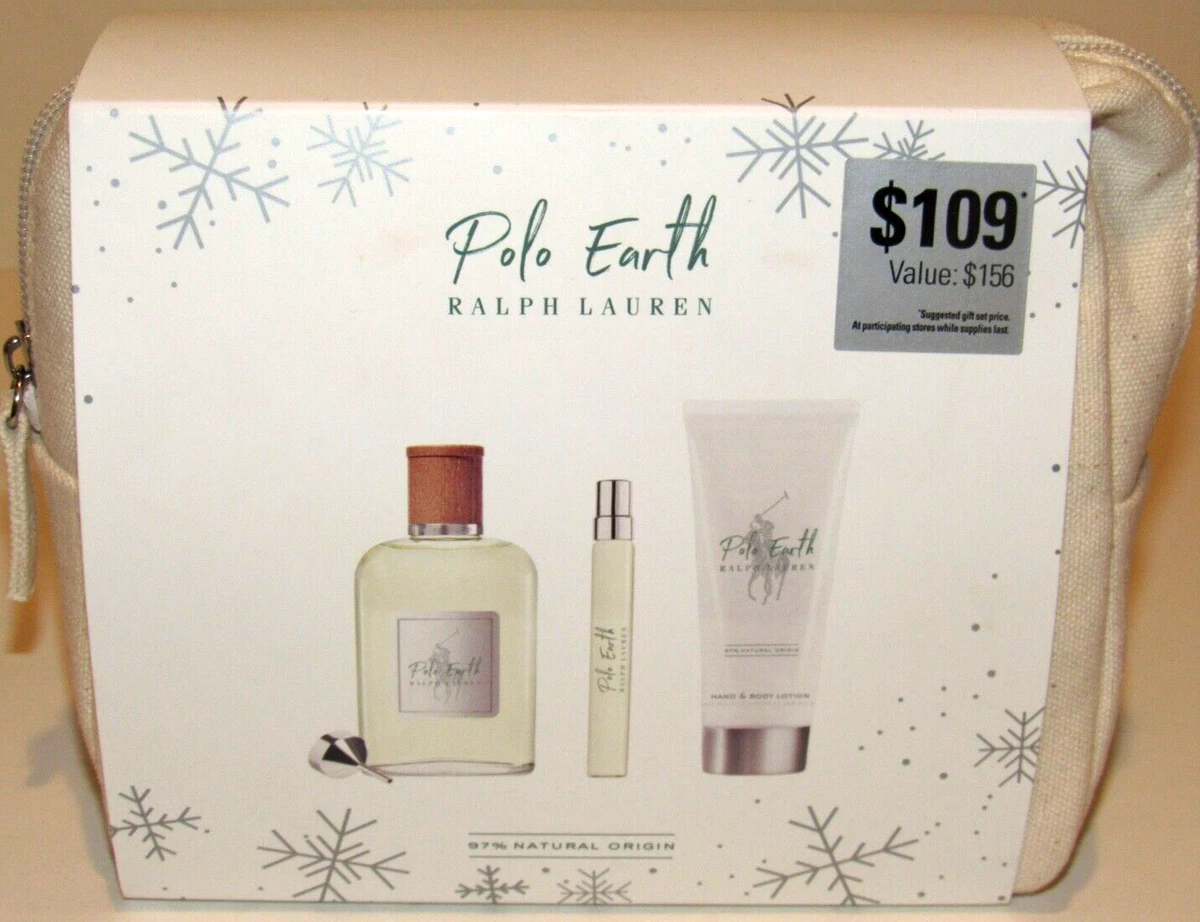 Polo Earth
RALPH LAUREN
$109*
Value: $156
*Suggested gift set price.
At participating stores while supplies last.
Polo Earth
RALPH LAUREN
Polo Earth
RALPH LAUREN
Polo Earth
RALPH LAUREN
97% NATURAL ORIGIN
HAND & BODY LOTION
97% NATURAL ORIGIN